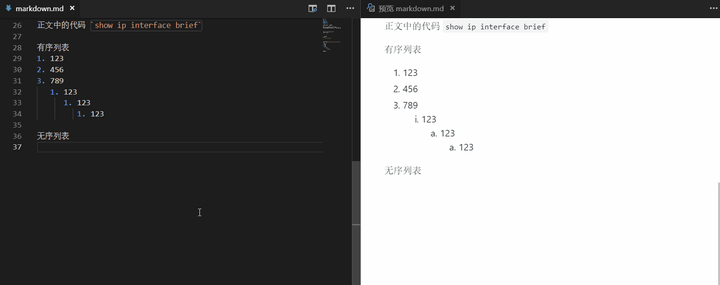 markdown.md
26 正文中的代码 `show ip interface brief`
27
28 有序列表
29 1. 123
30 2. 456
31 3. 789
32 1. 123
33 1. 123
34 1. 123
35
36 无序列表
37
预览 markdown.md
正文中的代码 show ip interface brief
有序列表
1. 123
2. 456
3. 789
i. 123
a. 123
a. 123
无序列表